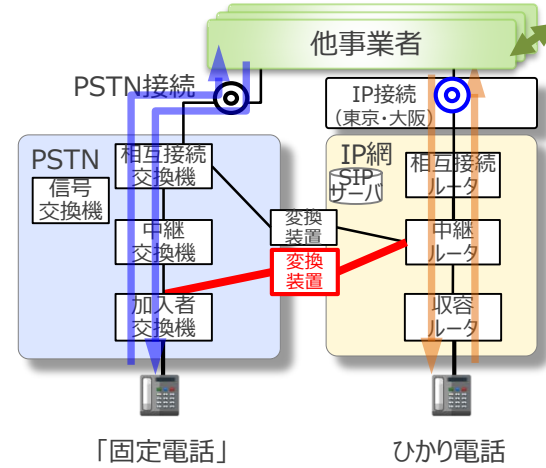 他事業者
PSTN接続
IP接続
（東京・大阪）
PSTN
相互接続
交換機
信号
交換機
中継
交換機
加入者
交換機
変換
装置
変換
装置
IP網
SIP
サーバ
相互接続
ルータ
中継
ルータ
収容
ルータ
「固定電話」
ひかり電話